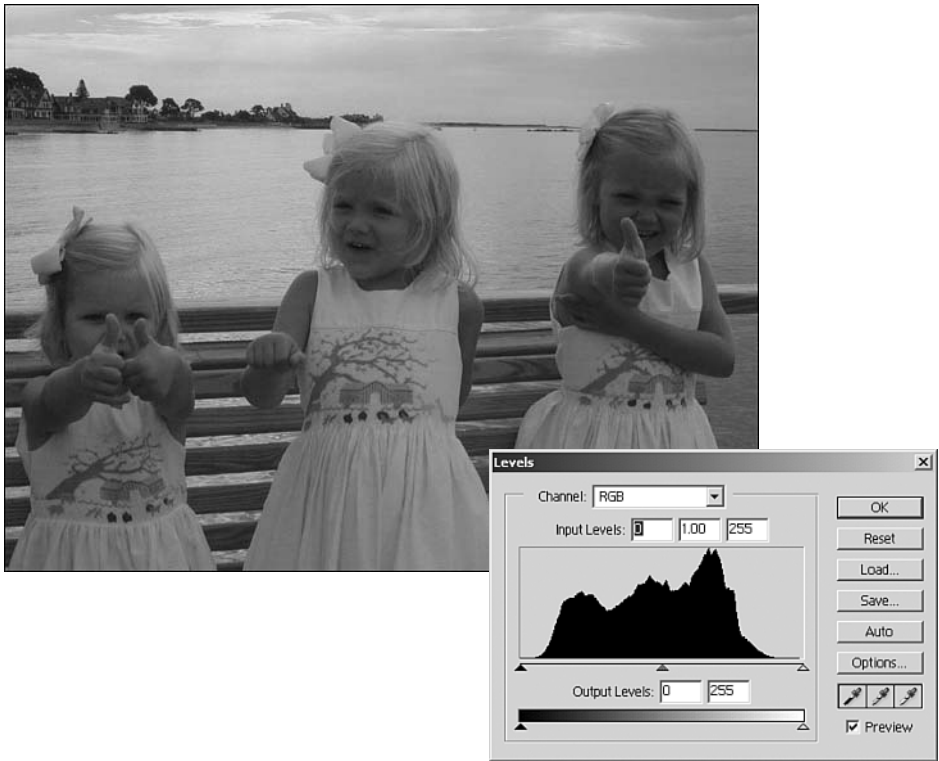 Levels
Channel: RGB
Input Levels: 0 1.00 255
Output Levels: 0 255
OK
Reset
Load...
Save...
Auto
Options...
Preview